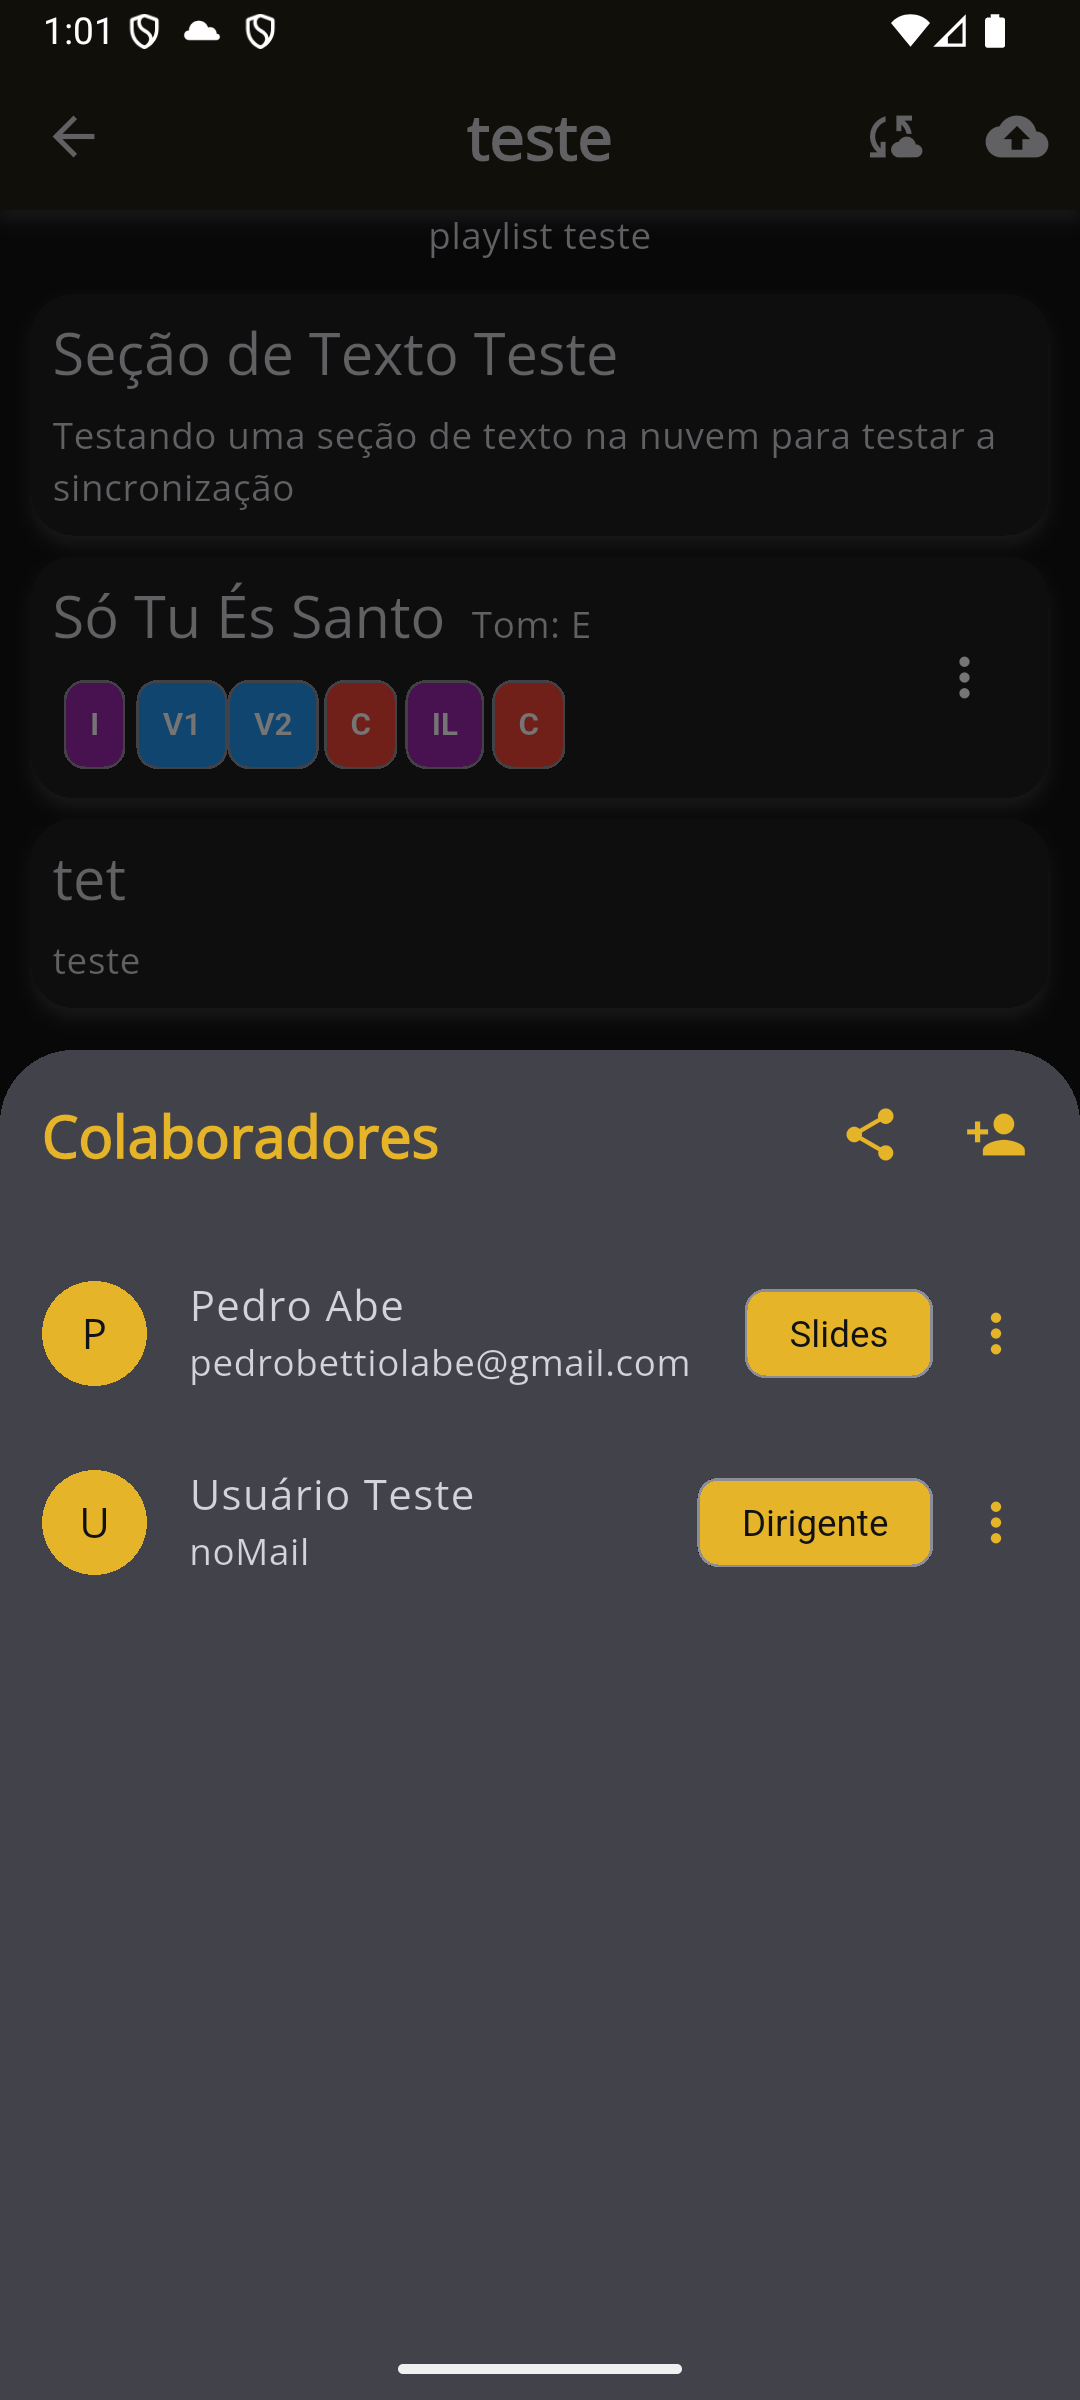 1:01
teste
playlist teste
Seção de Texto Teste
Testando uma seção de texto na nuvem para testar a
sincronização
Só Tu És Santo Tom: E
I V1 V2 C IL C
tet
teste
Colaboradores
P Pedro Abe Slides
pedrobettiolabe@gmail.com
U Usuário Teste Dirigente
noMail